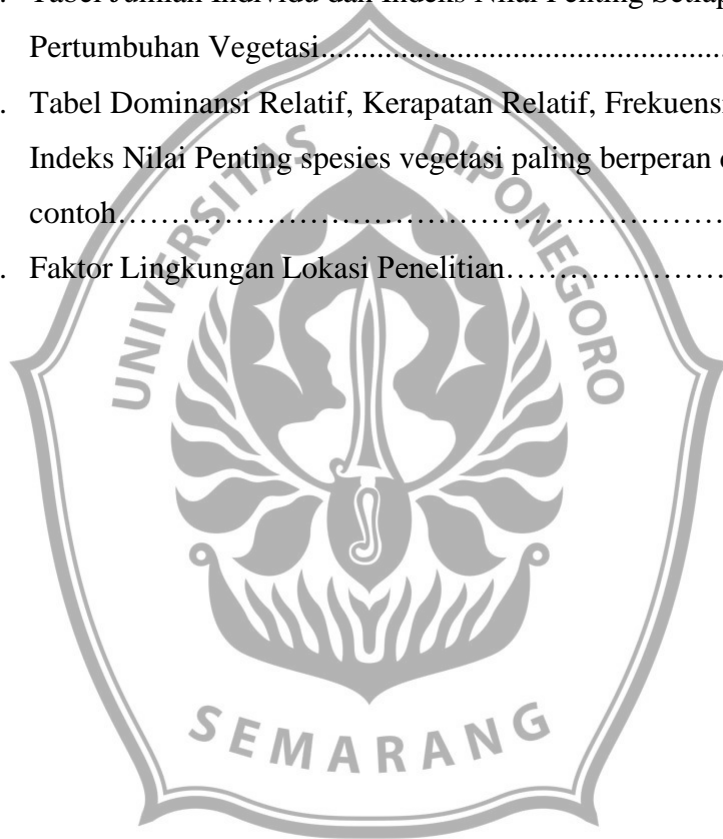 . Tabel Jumlah Individu dan Indeks Nilai Penting Setiap
Pertumbuhan Vegetasi...........................................................
. Tabel Dominansi Relatif, Kerapatan Relatif, Frekuensi
Indeks Nilai Penting spesies vegetasi paling berperan
contoh……………………………….……………………………
. Faktor Lingkungan Lokasi Penelitian………….………
UNIVERSITAS DIPONEGORO
SEMARANG